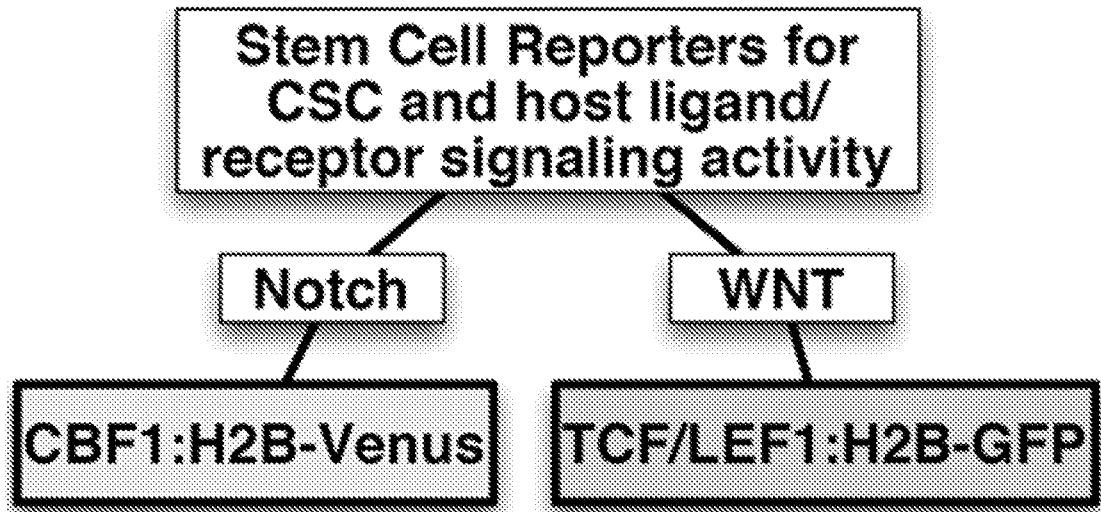 Stem Cell Reporters for
CSC and host ligand/
receptor signaling activity
Notch
WNT
CBF1:H2B-Venus
TCF/LEF1:H2B-GFP